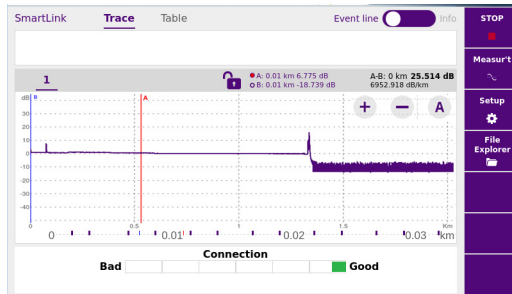 SmartLink Trace Table Event line Info
STOP
Measur't
1
A: 0.01 km 6.775 dB
B: 0.01 km -18.739 dB
A-B: 0 km 25.514 dB
6952.918 dB/km
Setup
File
Explorer
dB B A
+ − A
30
20
10
0
-10
-20
-30
-40
0 0.5 1 1.5 Km
0 0.01 0.02 0.03 km
Connection
Bad Good